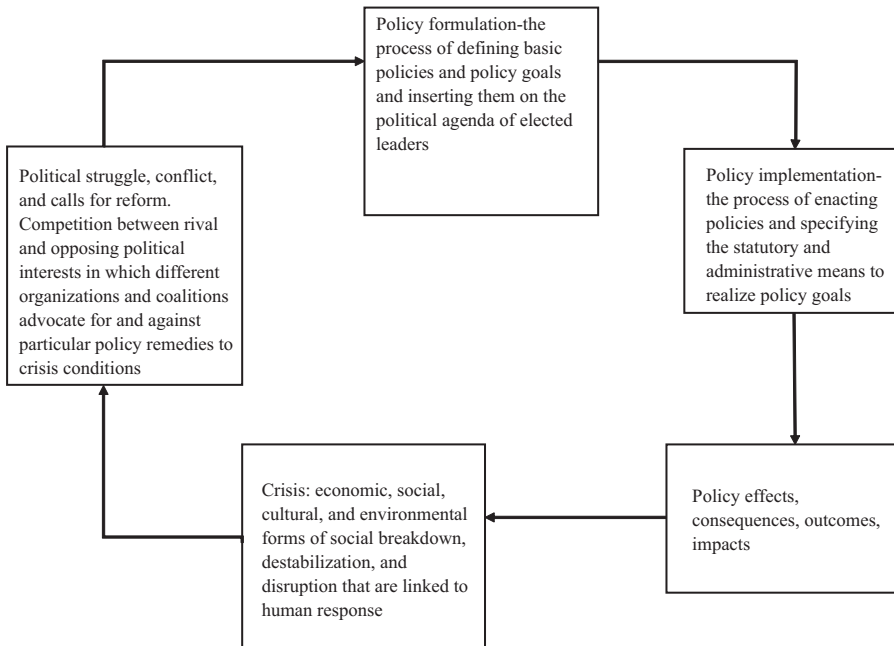 Policy formulation-the
process of defining basic
policies and policy goals
and inserting them on the
political agenda of elected
leaders
Policy implementation-
the process of enacting
policies and specifying
the statutory and
administrative means to
realize policy goals
Policy effects,
consequences, outcomes,
impacts
Crisis: economic, social,
cultural, and environmental
forms of social breakdown,
destabilization, and
disruption that are linked to
human response
Political struggle, conflict,
and calls for reform.
Competition between rival
and opposing political
interests in which different
organizations and coalitions
advocate for and against
particular policy remedies to
crisis conditions